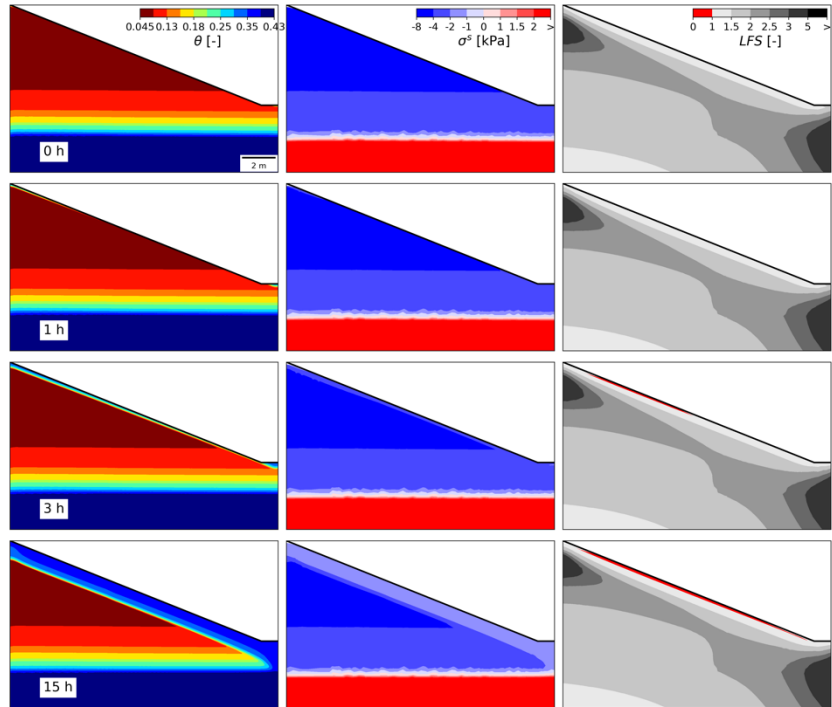 0.045 0.13 0.18 0.25 0.35 0.43
θ [-]
-8 -4 -2 -1 0 1 1.5 2 >
σˢ [kPa]
0 1 1.5 2 2.5 3 5 >
LFS [-]
0 h
2 m
1 h
3 h
15 h